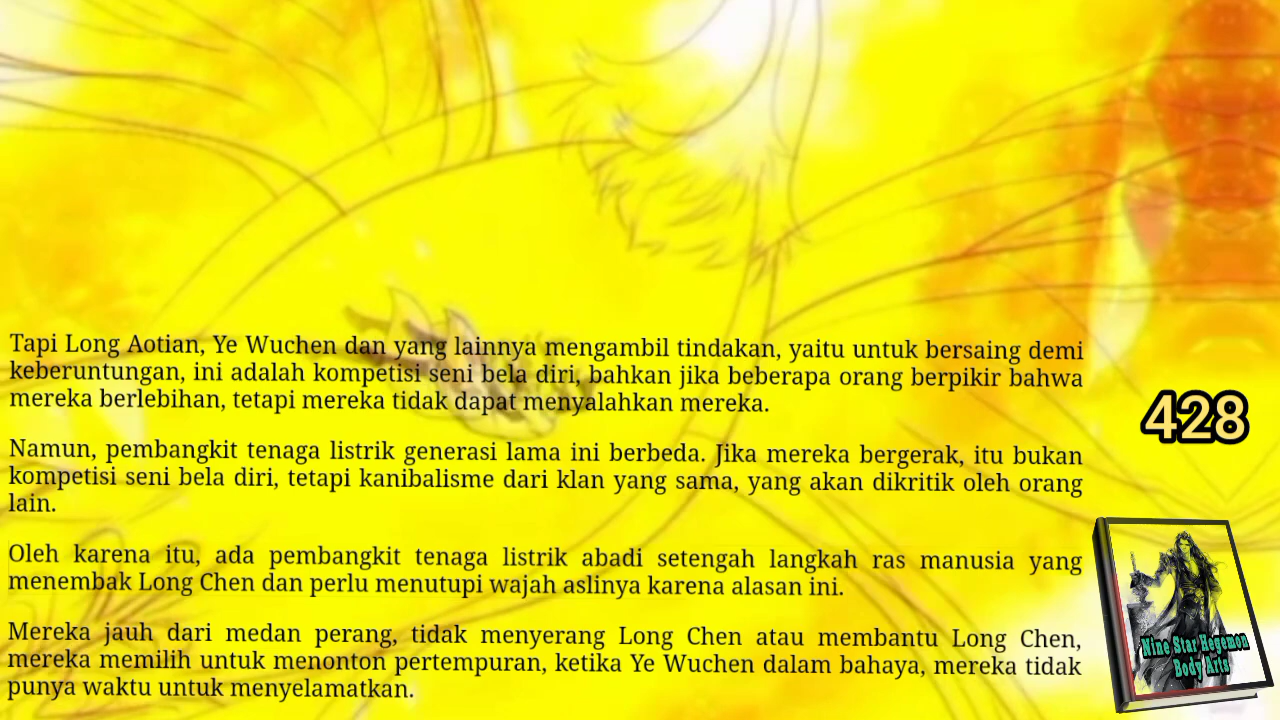 Tapi Long Aotian, Ye Wuchen dan yang lainnya mengambil tindakan, yaitu untuk bersaing demi
keberuntungan, ini adalah kompetisi seni bela diri, bahkan jika beberapa orang berpikir bahwa
mereka berlebihan, tetapi mereka tidak dapat menyalahkan mereka.
Namun, pembangkit tenaga listrik generasi lama ini berbeda. Jika mereka bergerak, itu bukan
kompetisi seni bela diri, tetapi kanibalisme dari klan yang sama, yang akan dikritik oleh orang
lain.
Oleh karena itu, ada pembangkit tenaga listrik abadi setengah langkah ras manusia yang
menembak Long Chen dan perlu menutupi wajah aslinya karena alasan ini.
Mereka jauh dari medan perang, tidak menyerang Long Chen atau membantu Long Chen,
mereka memilih untuk menonton pertempuran, ketika Ye Wuchen dalam bahaya, mereka tidak
punya waktu untuk menyelamatkan.
428
Nine Star Hegemon
Body Arts